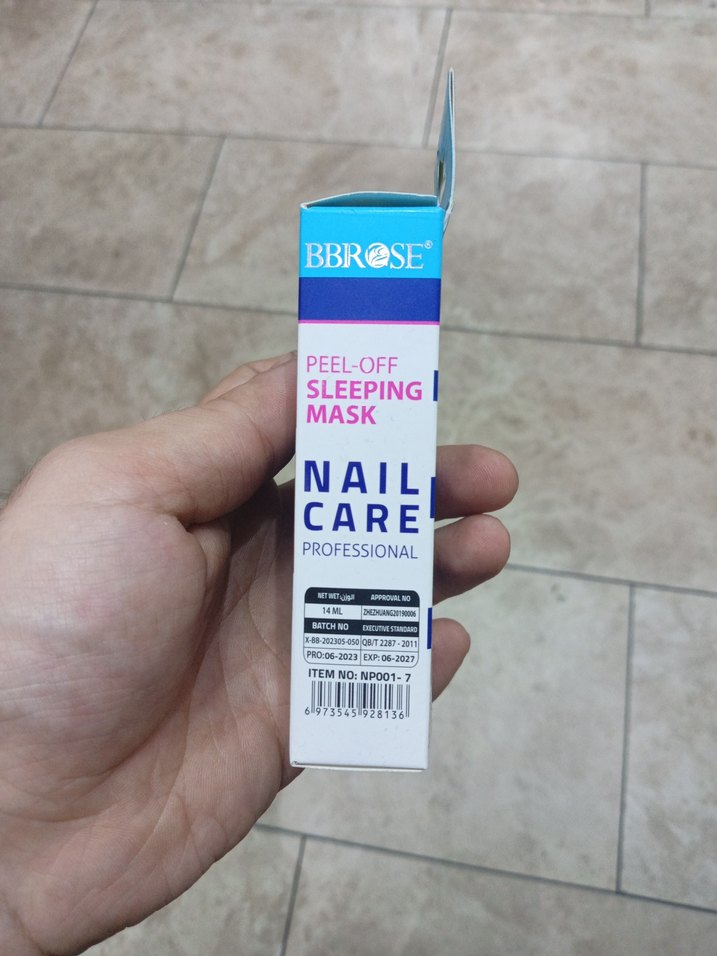 BBROSE®
PEEL-OFF
SLEEPING
MASK
NAIL
CARE
PROFESSIONAL
NET WET الوزن: APPROVAL NO
14 ML ZHEZHUANG20190006
BATCH NO EXECUTIVE STANDARD
X-BB-202305-050 QB/T 2287 - 2011
PRO:06-2023 EXP: 06-2027
ITEM NO: NP001- 7
6 973545 928136